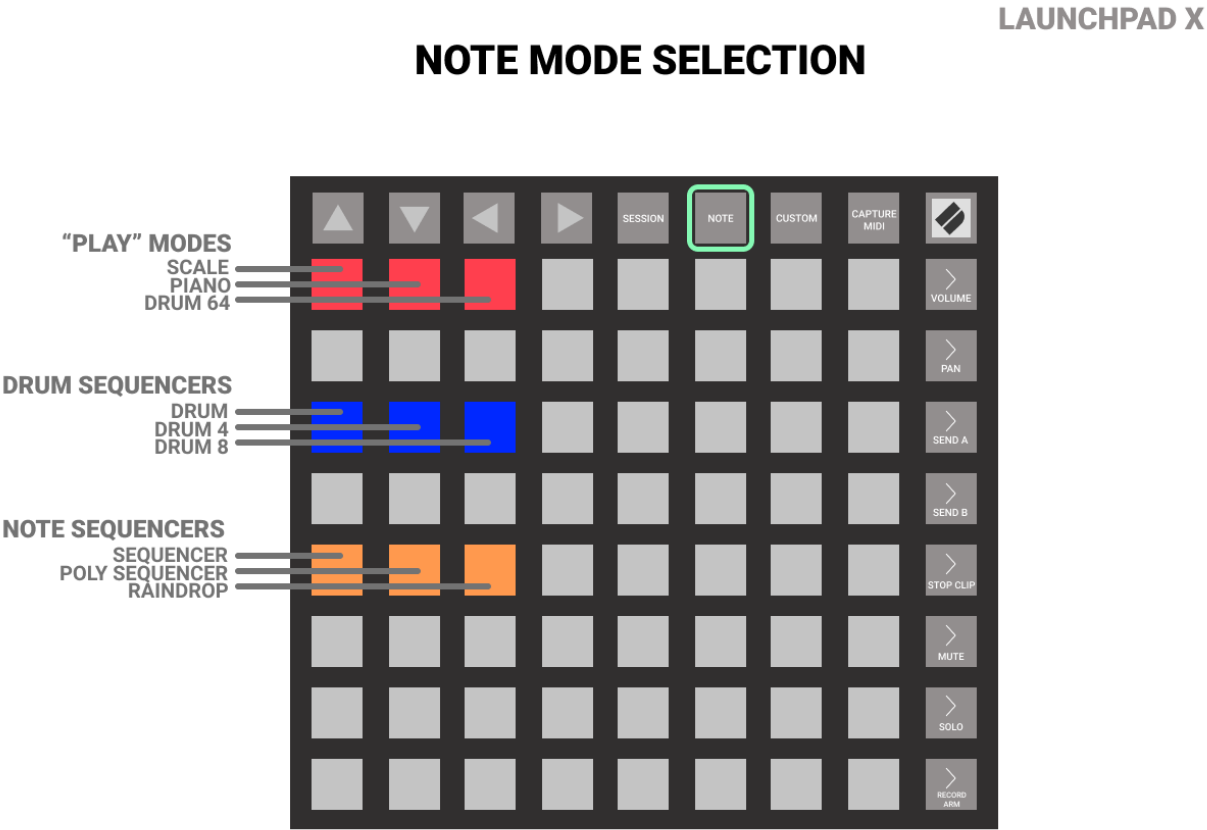 LAUNCHPAD X
NOTE MODE SELECTION
SESSION
NOTE
CUSTOM
CAPTURE
MIDI
“PLAY” MODES
SCALE
PIANO
DRUM 64
VOLUME
PAN
DRUM SEQUENCERS
DRUM
DRUM 4
DRUM 8
SEND A
SEND B
NOTE SEQUENCERS
SEQUENCER
POLY SEQUENCER
RAINDROP
STOP CLIP
MUTE
SOLO
RECORD
ARM